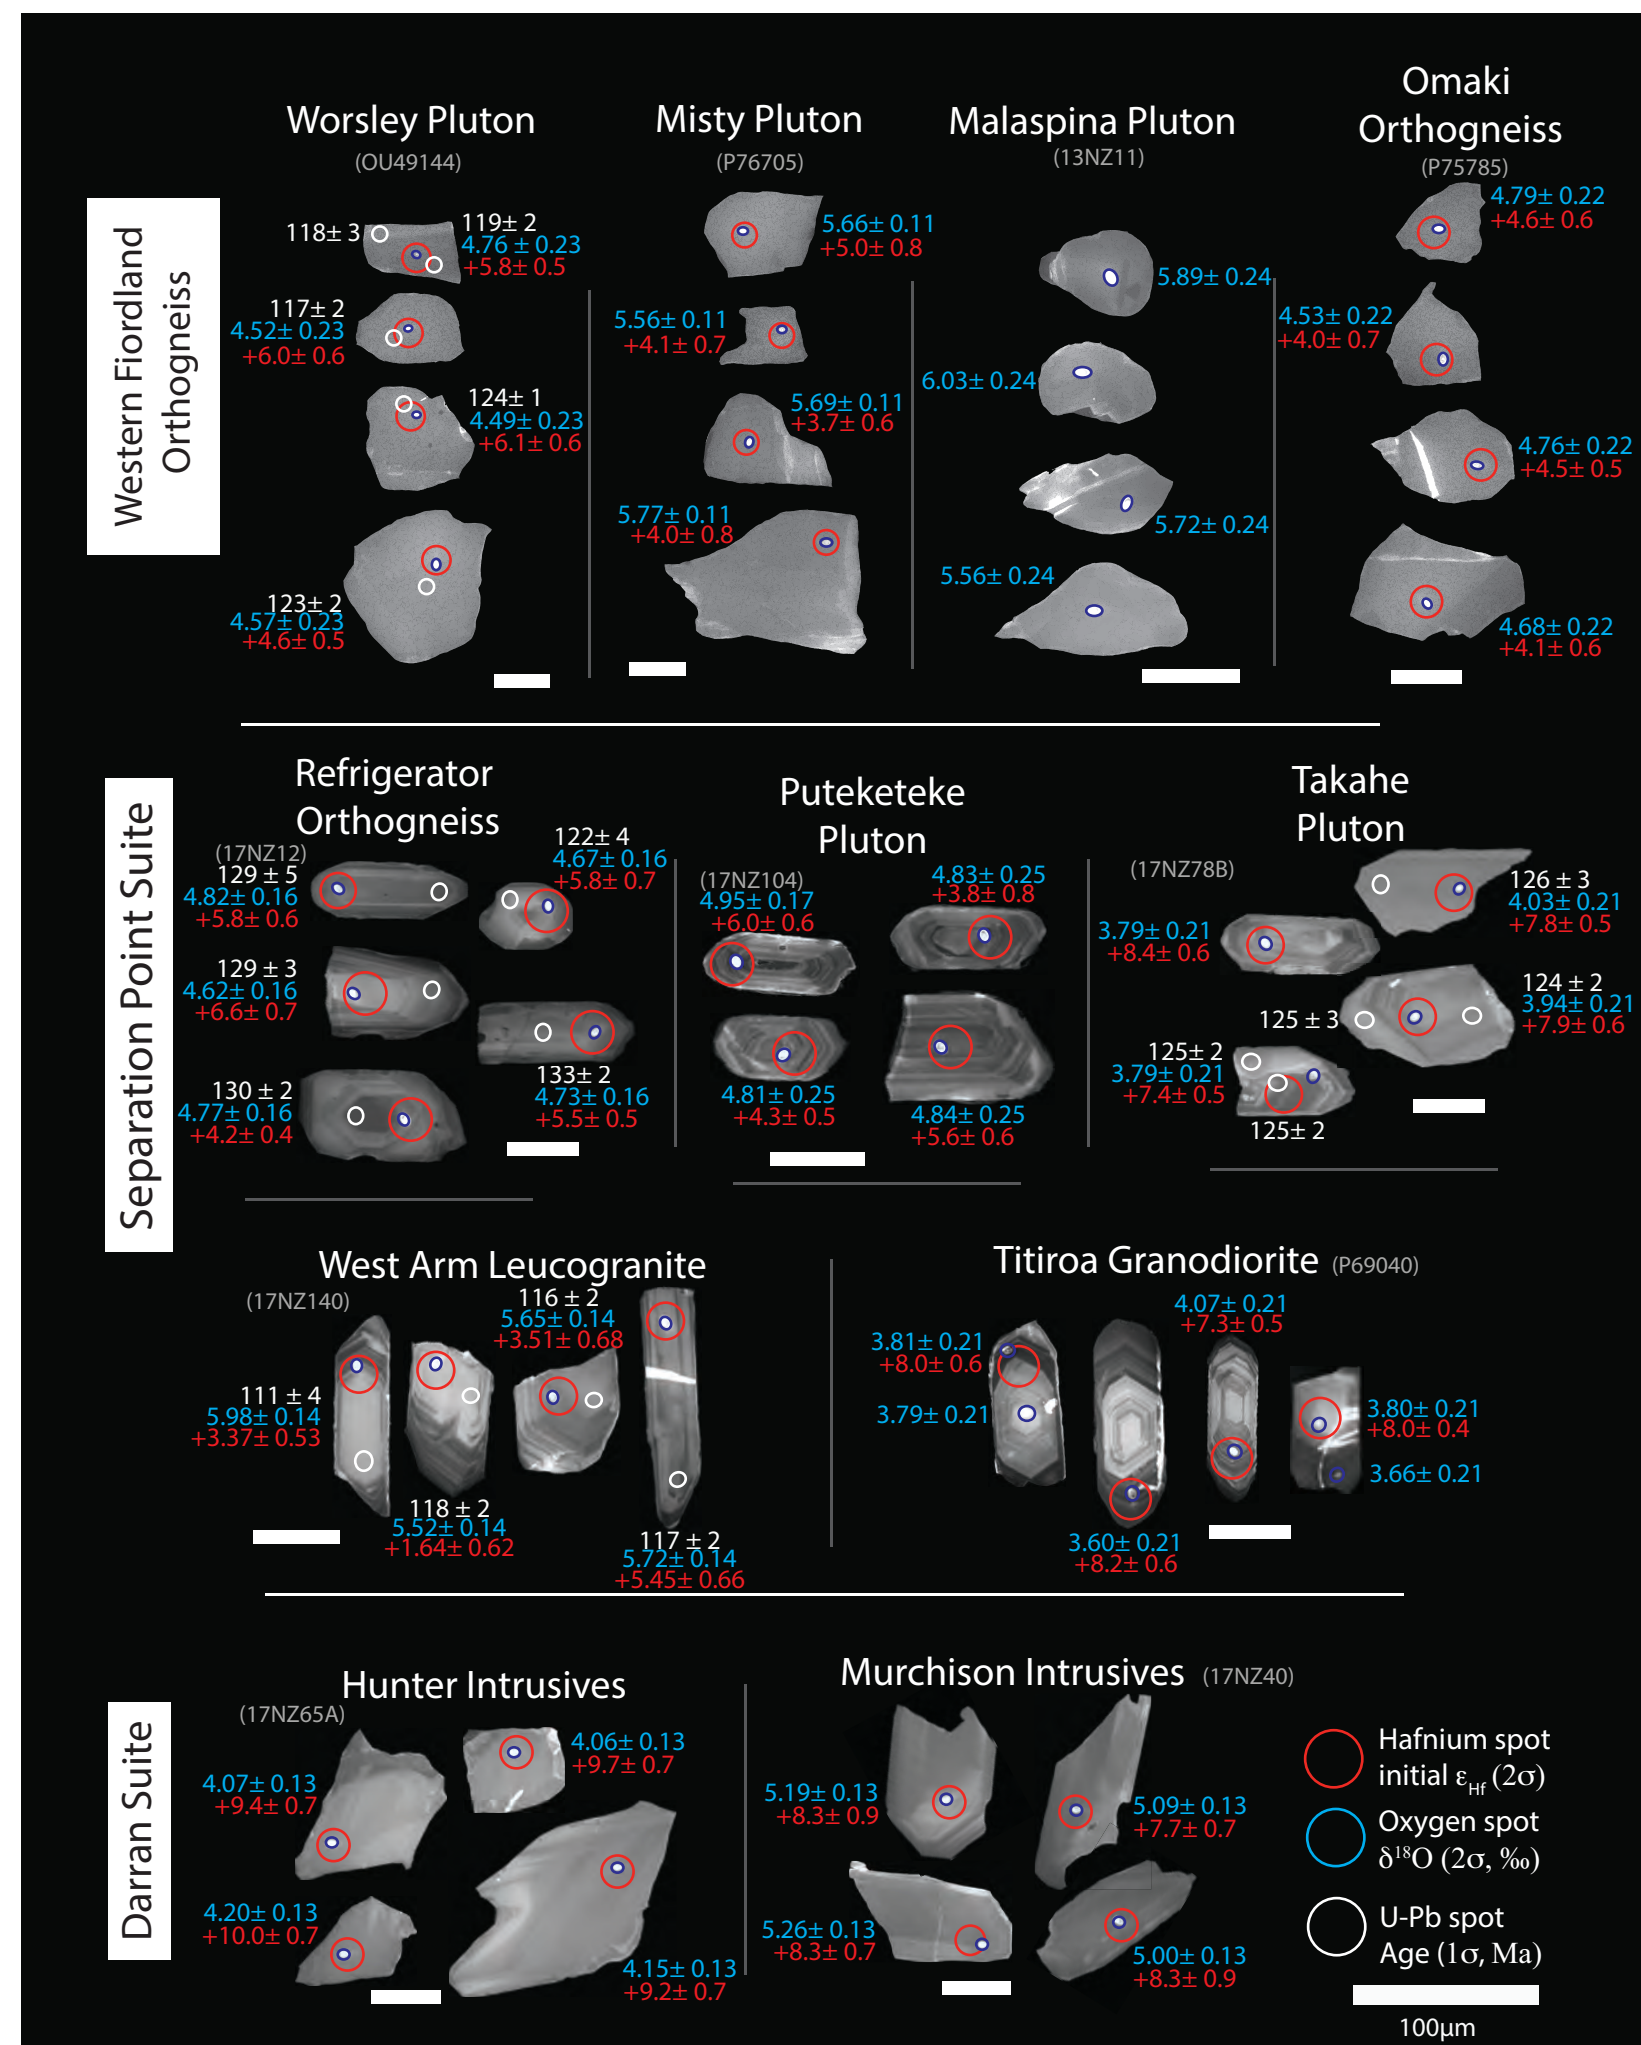 Western Fiordland
Orthogneiss
Worsley Pluton
(OU49144)
118± 3
119± 2
4.76 ± 0.23
+5.8± 0.5
117± 2
4.52± 0.23
+6.0± 0.6
124± 1
4.49± 0.23
+6.1± 0.6
123± 2
4.57± 0.23
+4.6± 0.5
Misty Pluton
(P76705)
5.66± 0.11
+5.0± 0.8
5.56± 0.11
+4.1± 0.7
5.69± 0.11
+3.7± 0.6
5.77± 0.11
+4.0± 0.8
Malaspina Pluton
(13NZ11)
5.89± 0.24
6.03± 0.24
5.72± 0.24
5.56± 0.24
Omaki
Orthogneiss
(P75785)
4.79± 0.22
+4.6± 0.6
4.53± 0.22
+4.0± 0.7
4.76± 0.22
+4.5± 0.5
4.68± 0.22
+4.1± 0.6
Separation Point Suite
Refrigerator
Orthogneiss
(17NZ12)
129± 5
4.82± 0.16
+5.8± 0.6
122± 4
4.67± 0.16
+5.8± 0.7
129± 3
4.62± 0.16
+6.6± 0.7
133± 2
4.73± 0.16
+5.5± 0.5
130± 2
4.77± 0.16
+4.2± 0.4
Puteketeke
Pluton
(17NZ104)
4.95± 0.17
+6.0± 0.6
4.83± 0.25
+3.8± 0.8
4.81± 0.25
+4.3± 0.5
4.84± 0.25
+5.6± 0.6
Takahe
Pluton
(17NZ78B)
126± 3
4.03± 0.21
+7.8± 0.5
3.79± 0.21
+8.4± 0.6
124± 2
3.94± 0.21
+7.9± 0.6
125± 3
125± 2
3.79± 0.21
+7.4± 0.5
125± 2
West Arm Leucogranite
(17NZ140)
116± 2
5.65± 0.14
+3.51± 0.68
111± 4
5.98± 0.14
+3.37± 0.53
118± 2
5.52± 0.14
+1.64± 0.62
117± 2
5.72± 0.14
+5.45± 0.66
Titiroa Granodiorite (P69040)
4.07± 0.21
+7.3± 0.5
3.81± 0.21
+8.0± 0.6
3.79± 0.21
3.80± 0.21
+8.0± 0.4
3.66± 0.21
3.60± 0.21
+8.2± 0.6
Darran Suite
Hunter Intrusives
(17NZ65A)
4.06± 0.13
+9.7± 0.7
4.07± 0.13
+9.4± 0.7
4.20± 0.13
+10.0± 0.7
4.15± 0.13
+9.2± 0.7
Murchison Intrusives (17NZ40)
5.19± 0.13
+8.3± 0.9
5.09± 0.13
+7.7± 0.7
5.26± 0.13
+8.3± 0.7
5.00± 0.13
+8.3± 0.9
Hafnium spot
initial εHf (2σ)
Oxygen spot
δ¹⁸O (2σ, ‰)
U-Pb spot
Age (1σ, Ma)
100µm